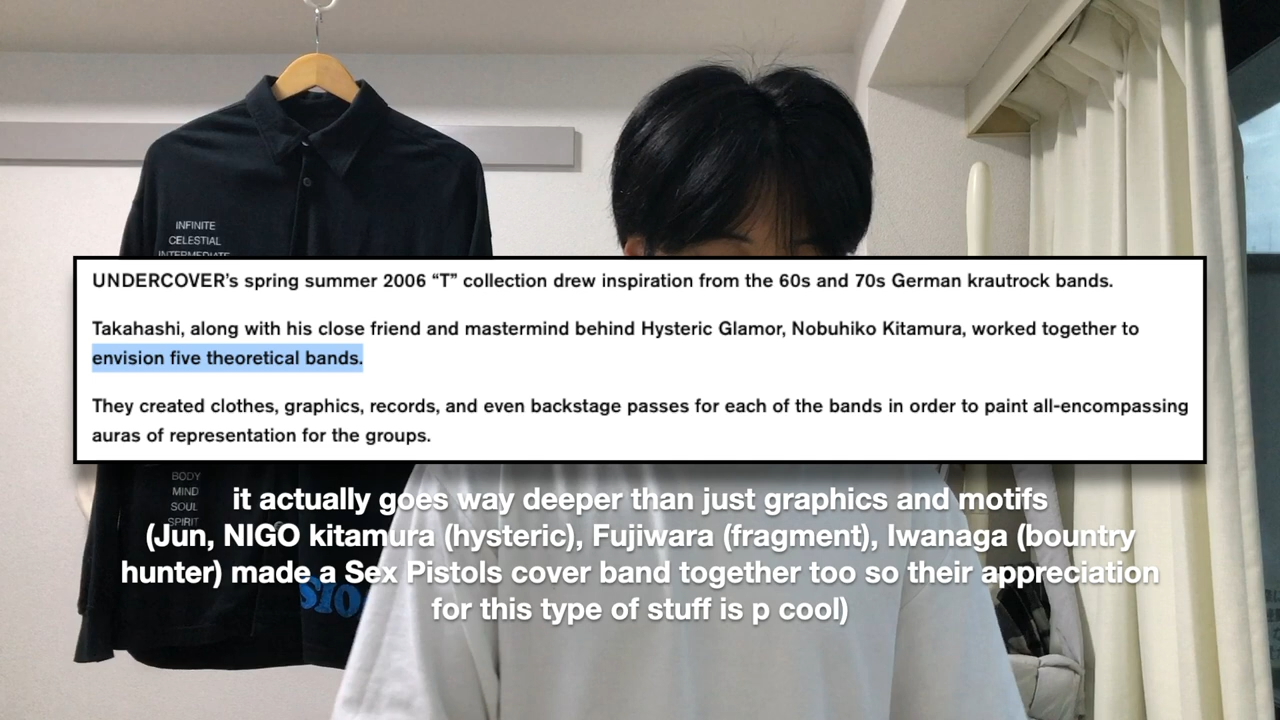 INFINITE
CELESTIAL
INTERMEDIATE
UNDERCOVER’s spring summer 2006 “T” collection drew inspiration from the 60s and 70s German krautrock bands.
Takahashi, along with his close friend and mastermind behind Hysteric Glamor, Nobuhiko Kitamura, worked together to
envision five theoretical bands.
They created clothes, graphics, records, and even backstage passes for each of the bands in order to paint all-encompassing
auras of representation for the groups.
BODY
MIND
SOUL
SPIRIT
it actually goes way deeper than just graphics and motifs
(Jun, NIGO kitamura (hysteric), Fujiwara (fragment), Iwanaga (bountry
hunter) made a Sex Pistols cover band together too so their appreciation
for this type of stuff is p cool)